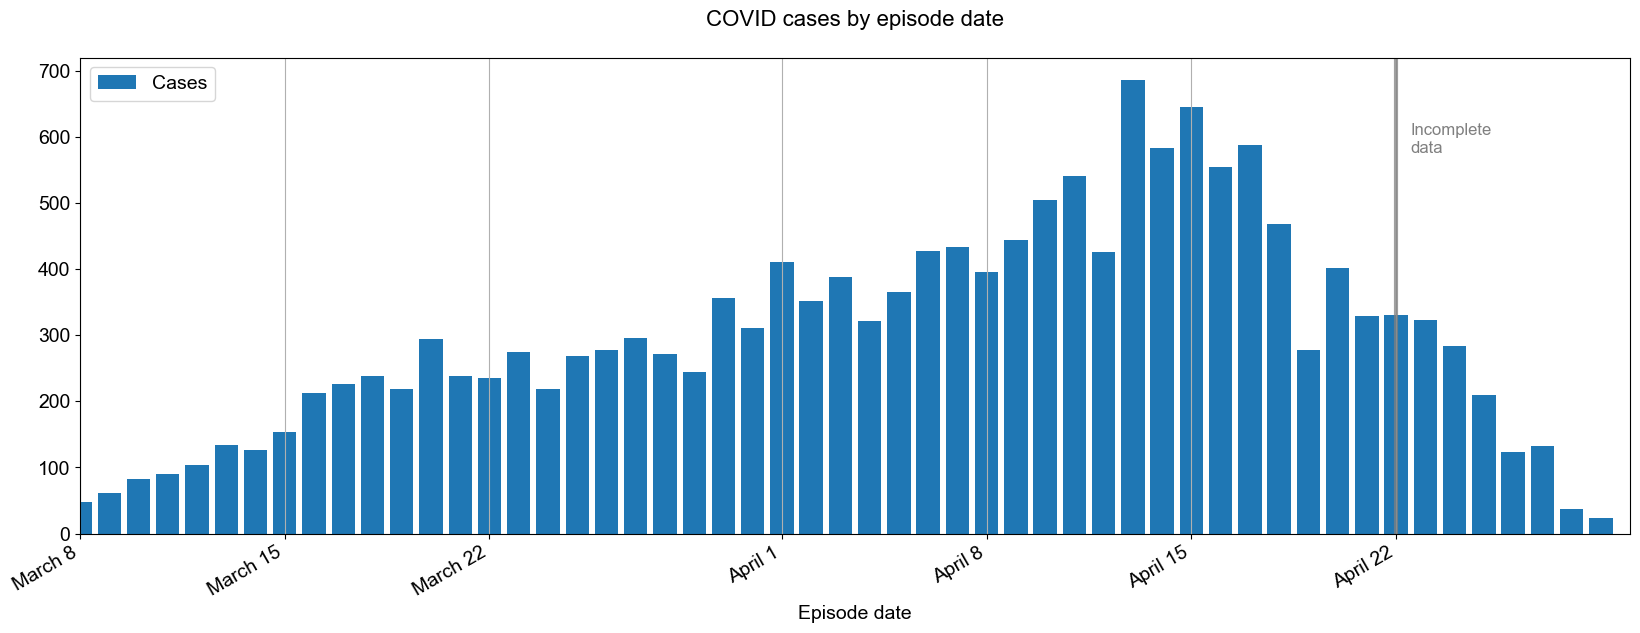 COVID cases by episode date
Cases
700
600
500
400
300
200
100
0
Incomplete
data
March 8
March 15
March 22
April 1
April 8
April 15
April 22
Episode date